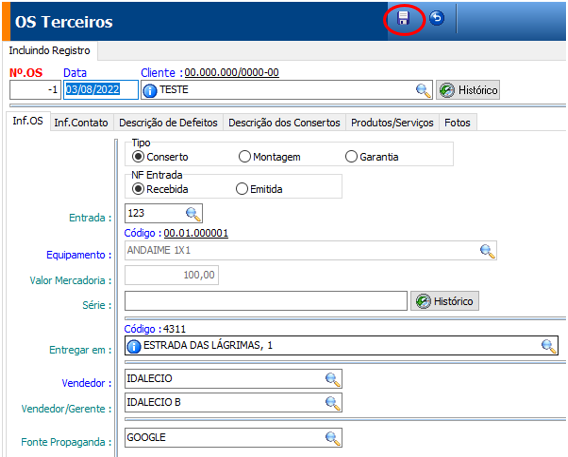 OS Terceiros
Incluindo Registro
Nº.OS Data Cliente : 00.000.000/0000-00
-1 03/08/2022 TESTE Histórico
Inf.OS Inf.Contato Descrição de Defeitos Descrição dos Consertos Produtos/Serviços Fotos
Tipo
Conserto Montagem Garantia
NF Entrada
Recebida Emitida
Entrada : 123
Código : 00.01.000001
Equipamento : ANDAIME 1X1
Valor Mercadoria : 100,00
Série : Histórico
Código : 4311
Entregar em : ESTRADA DAS LÁGRIMAS, 1
Vendedor : IDALECIO
Vendedor/Gerente : IDALECIO B
Fonte Propaganda : GOOGLE